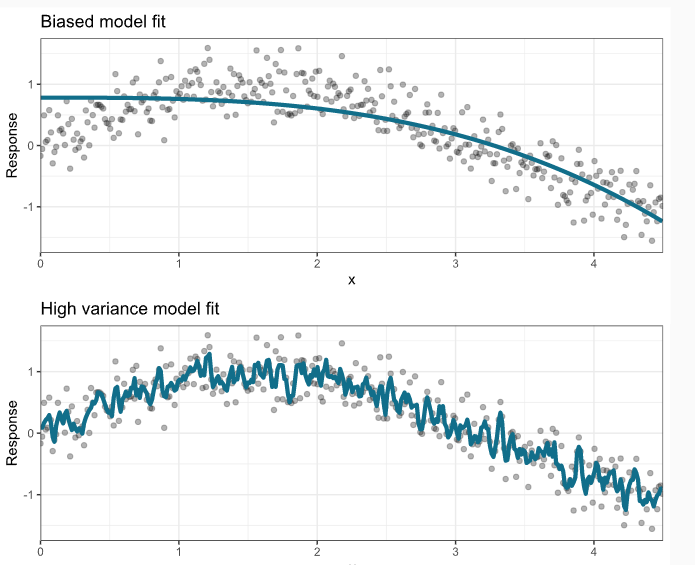 Biased model fit
1
0
-1
Response
0 1 2 3 4
x
High variance model fit
1
0
-1
Response
0 1 2 3 4